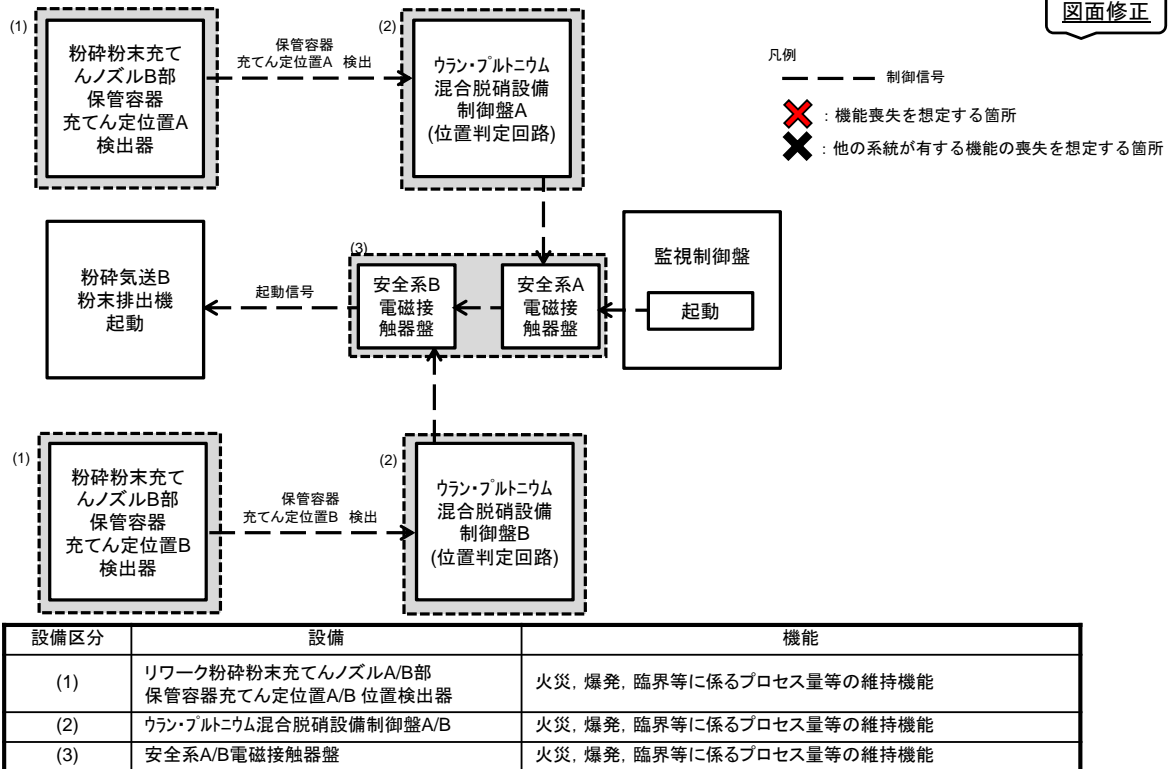 図面修正
(1)
粉砕粉末充て
んノズルB部
保管容器
充てん定位置A
検出器
保管容器
充てん定位置A 検出
(2)
ウラン・プルトニウム
混合脱硝設備
制御盤A
(位置判定回路)
凡例
制御信号
：機能喪失を想定する箇所
：他の系統が有する機能の喪失を想定する箇所
粉砕気送B
粉末排出機
起動
起動信号
(3)
安全系B
電磁接
触器盤
安全系A
電磁接
触器盤
監視制御盤
起動
(1)
粉砕粉末充て
んノズルB部
保管容器
充てん定位置B
検出器
保管容器
充てん定位置B 検出
(2)
ウラン・プルトニウム
混合脱硝設備
制御盤B
(位置判定回路)
設備区分 設備 機能
(1) リワーク粉砕粉末充てんノズルA/B部
保管容器充てん定位置A/B 位置検出器 火災，爆発，臨界等に係るプロセス量等の維持機能
(2) ウラン・プルトニウム混合脱硝設備制御盤A/B 火災，爆発，臨界等に係るプロセス量等の維持機能
(3) 安全系A/B電磁接触器盤 火災，爆発，臨界等に係るプロセス量等の維持機能